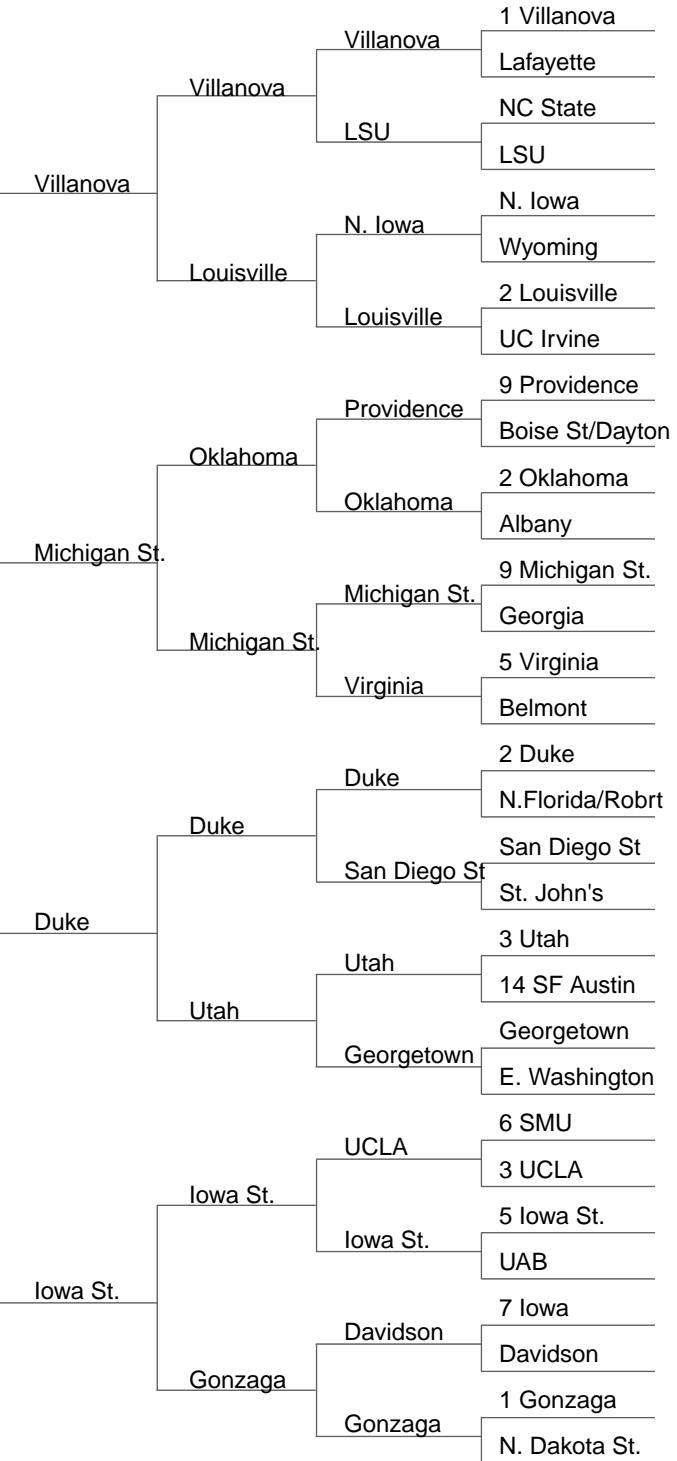 1 Villanova
Villanova
Lafayette
Villanova
NC State
LSU
LSU
Villanova
N. Iowa
N. Iowa
Wyoming
Louisville
2 Louisville
Louisville
UC Irvine
9 Providence
Providence
Boise St/Dayton
Oklahoma
2 Oklahoma
Oklahoma
Albany
Michigan St.
9 Michigan St.
Michigan St.
Georgia
Michigan St.
5 Virginia
Virginia
Belmont
2 Duke
Duke
N.Florida/Robrt
Duke
San Diego St
San Diego St
St. John's
Duke
3 Utah
Utah
14 SF Austin
Utah
Georgetown
Georgetown
E. Washington
6 SMU
UCLA
3 UCLA
Iowa St.
5 Iowa St.
Iowa St.
UAB
Iowa St.
7 Iowa
Davidson
Davidson
Gonzaga
1 Gonzaga
Gonzaga
N. Dakota St.